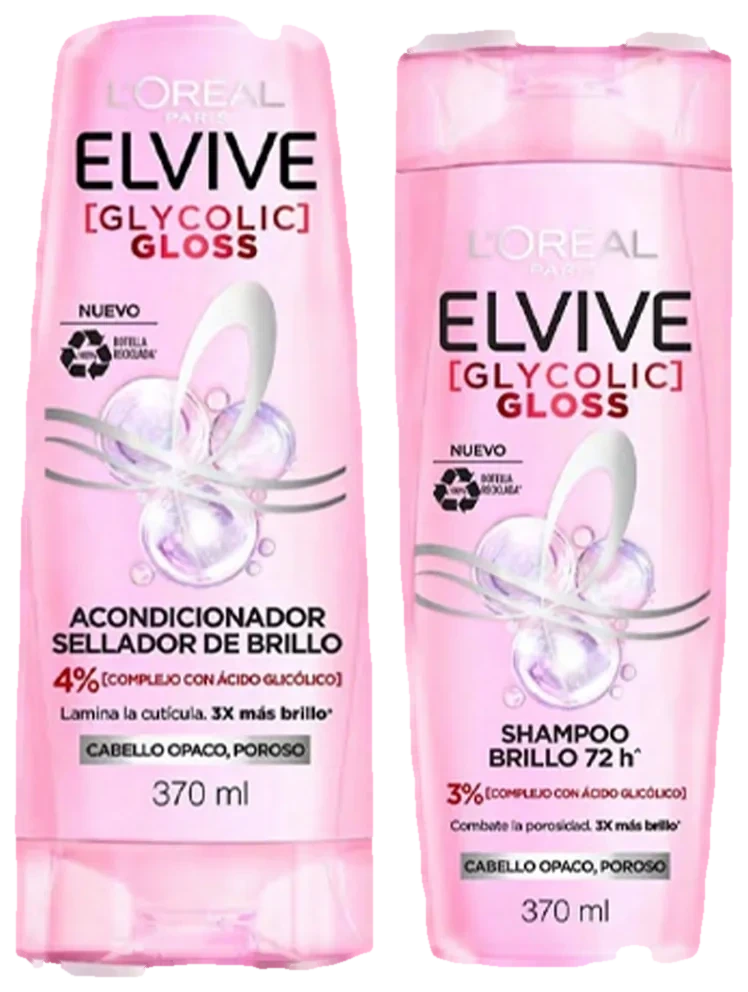 L'ORÉAL
PARIS
ELVIVE
[GLYCOLIC]
GLOSS
NUEVO
100%
BOTELLA
RECICLADA*
ACONDICIONADOR
SELLADOR DE BRILLO
4% [COMPLEJO CON ÁCIDO GLICÓLICO]
Lamina la cutícula. 3X más brillo*
CABELLO OPACO, POROSO
370 ml
L'ORÉAL
PARIS
ELVIVE
[GLYCOLIC]
GLOSS
NUEVO
100%
BOTELLA
RECICLADA*
SHAMPOO
BRILLO 72 h^
3% [COMPLEJO CON ÁCIDO GLICÓLICO]
Combate la porosidad. 3X más brillo*
CABELLO OPACO, POROSO
370 ml